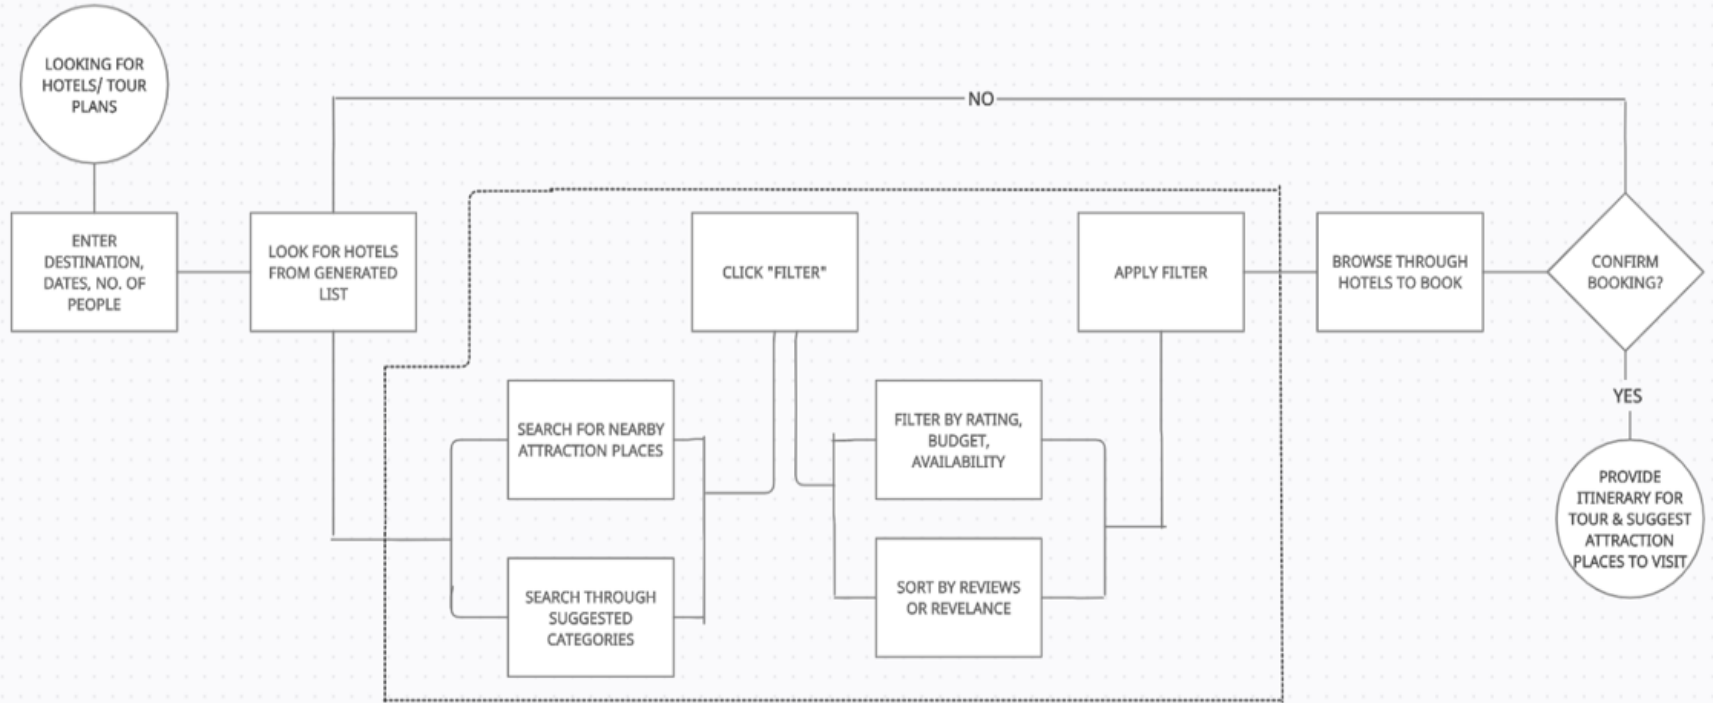 LOOKING FOR
HOTELS/ TOUR
PLANS
ENTER
DESTINATION,
DATES, NO. OF
PEOPLE
LOOK FOR HOTELS
FROM GENERATED
LIST
NO
SEARCH FOR NEARBY
ATTRACTION PLACES
SEARCH THROUGH
SUGGESTED
CATEGORIES
CLICK "FILTER"
FILTER BY RATING,
BUDGET,
AVAILABILITY
SORT BY REVIEWS
OR REVELANCE
APPLY FILTER
BROWSE THROUGH
HOTELS TO BOOK
CONFIRM
BOOKING?
YES
PROVIDE
ITINERARY FOR
TOUR & SUGGEST
ATTRACTION
PLACES TO VISIT